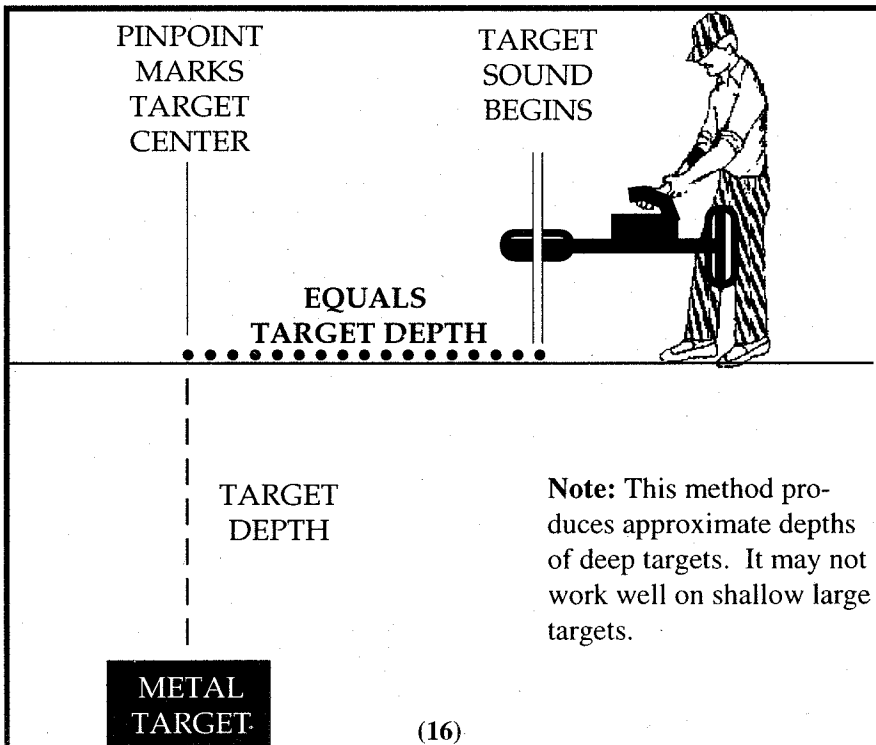 PINPOINT
MARKS
TARGET
CENTER
TARGET
SOUND
BEGINS
EQUALS
TARGET DEPTH
TARGET
DEPTH
Note: This method pro-
duces approximate depths
of deep targets. It may not
work well on shallow large
targets.
METAL
TARGET
(16)